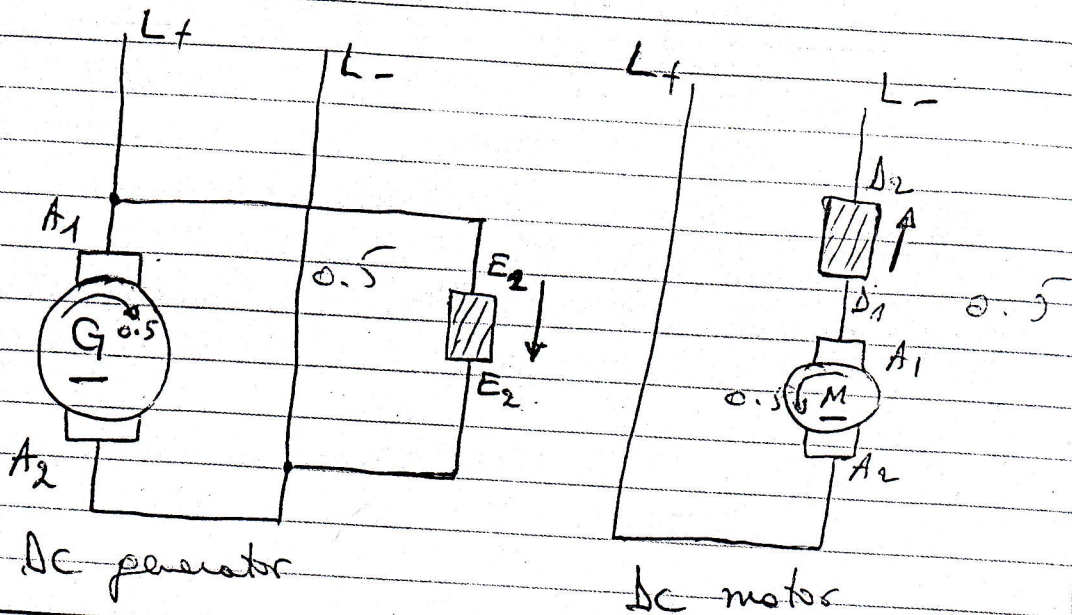 L+
L-
L+
L-
A1
0.5
E2
D2
G
0.5
D1
0.5
A1
E2
0.5
M
A2
A2
DC generator
DC motor